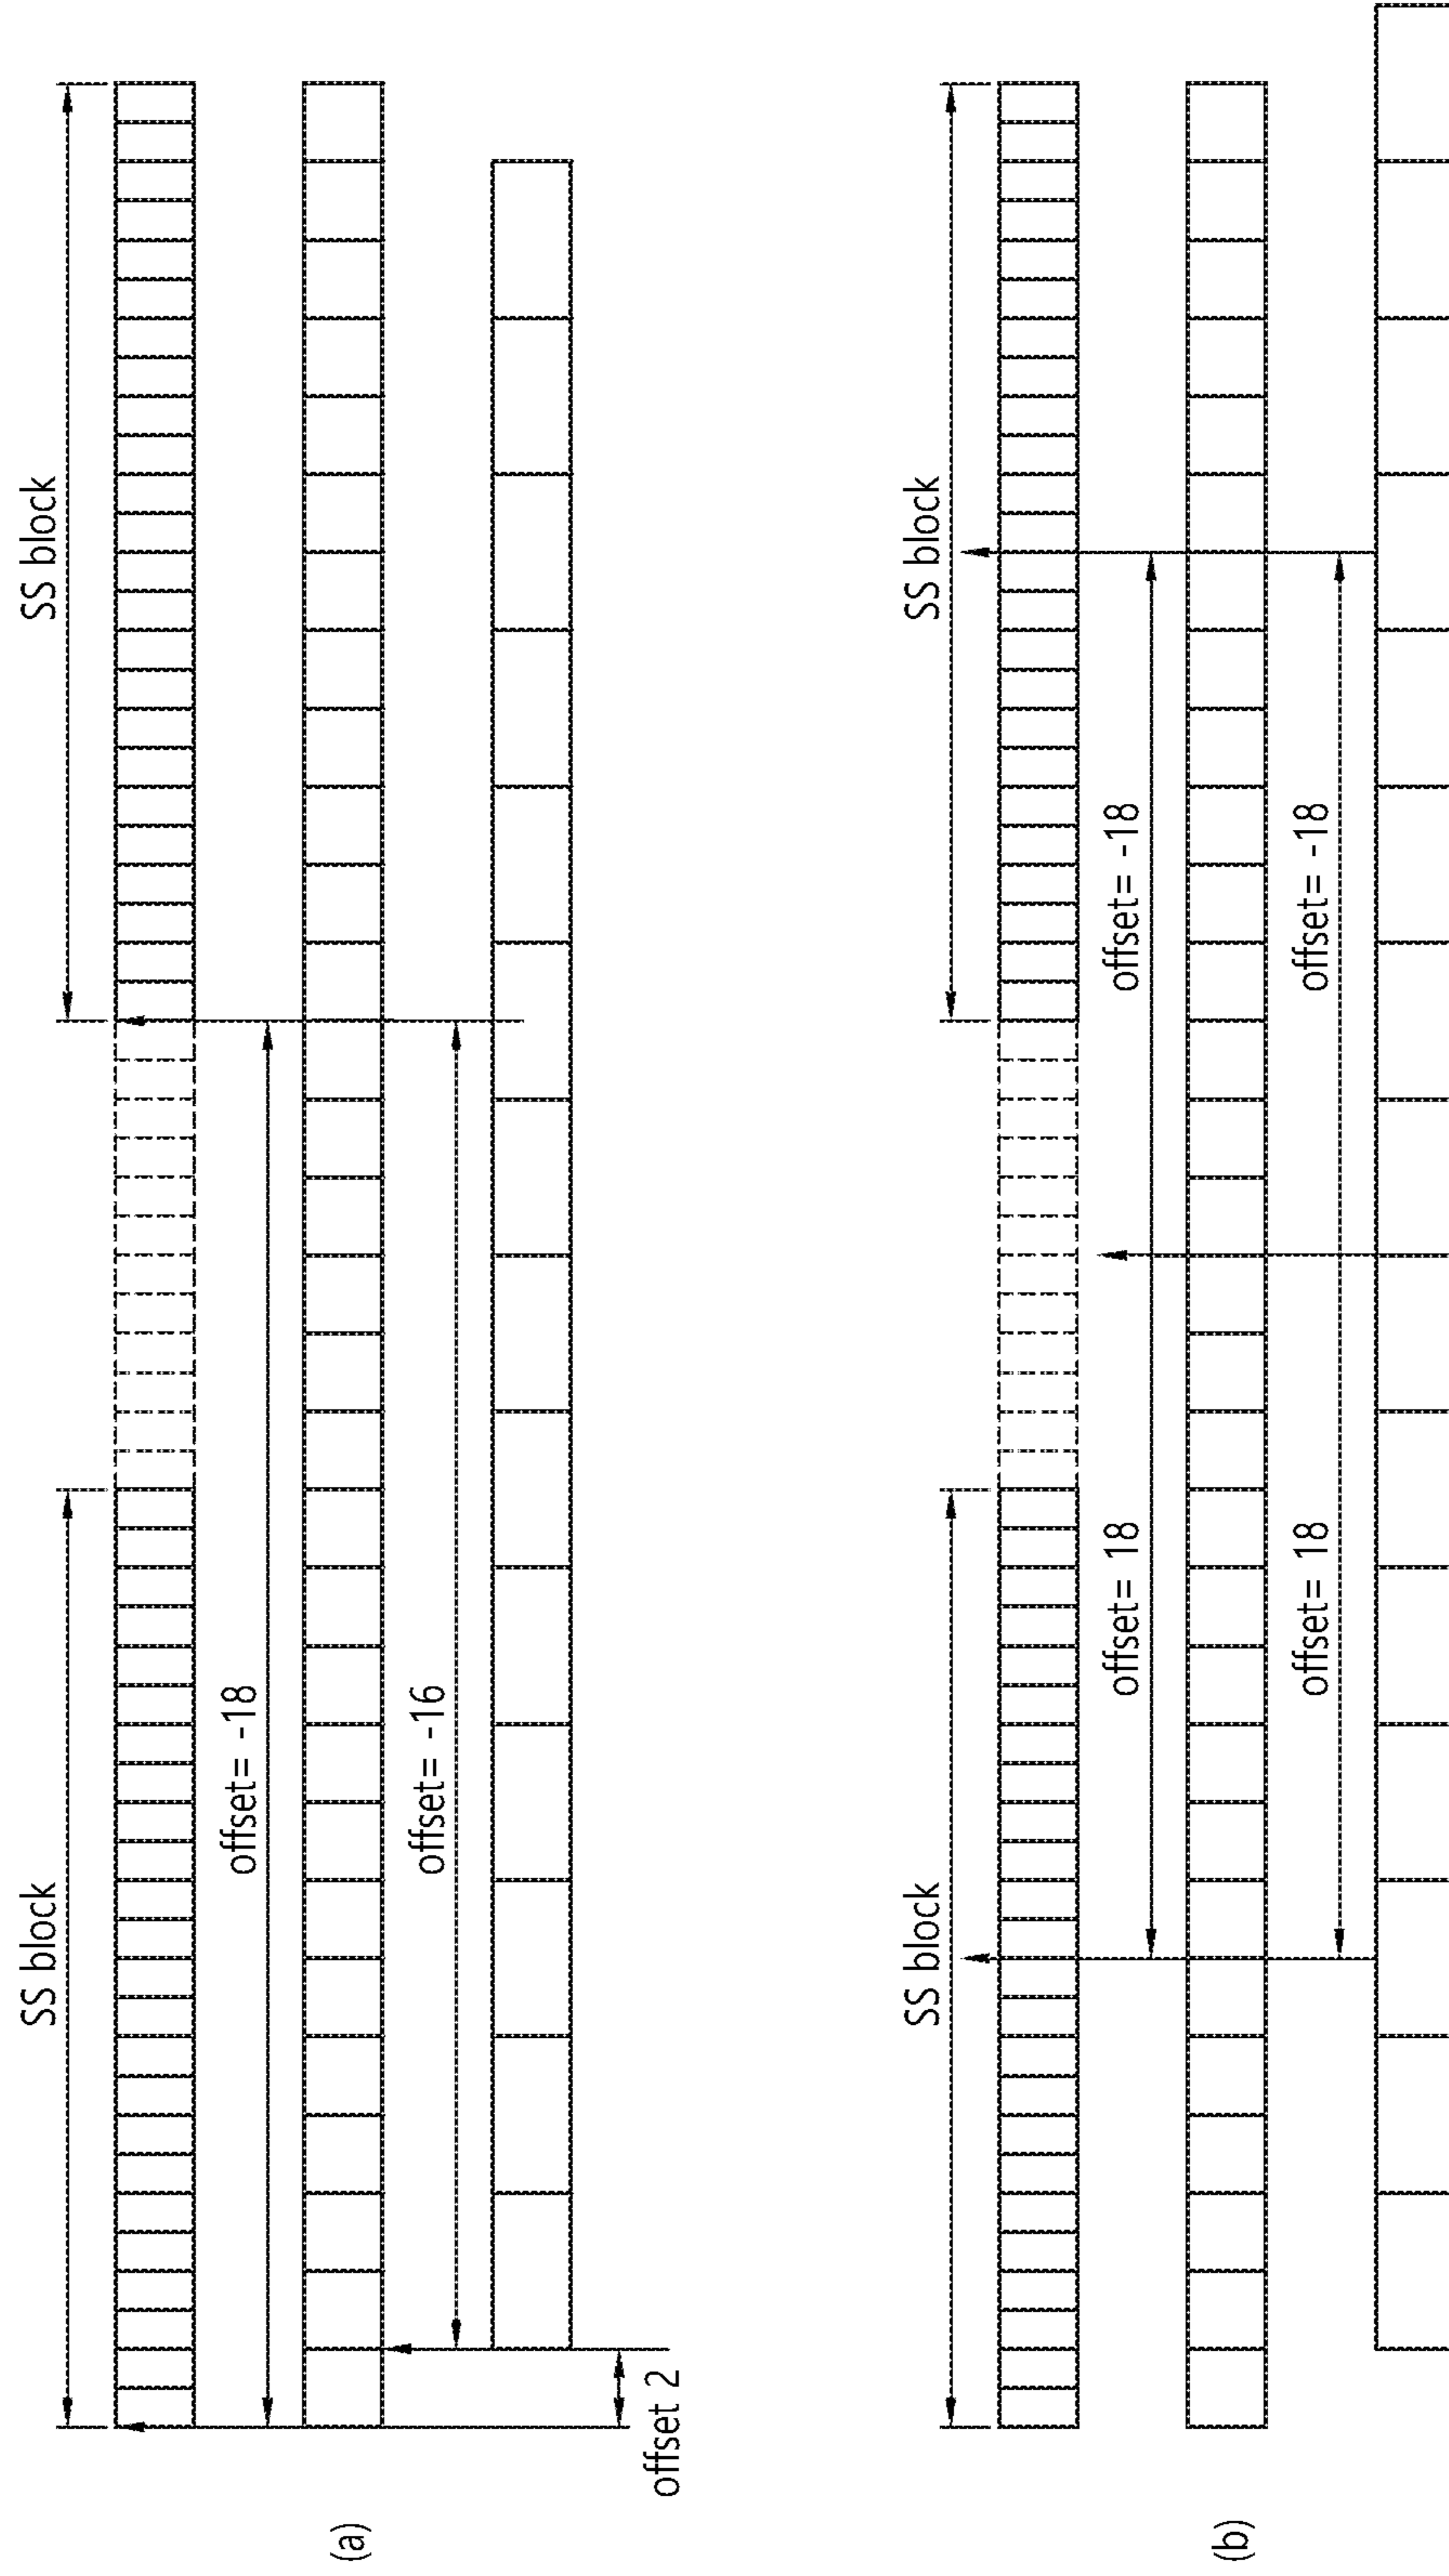 (a)
SS block
SS block
offset= -18
offset= -16
offset 2
(b)
SS block
SS block
offset= 18
offset= -18
offset= 18
offset= -18